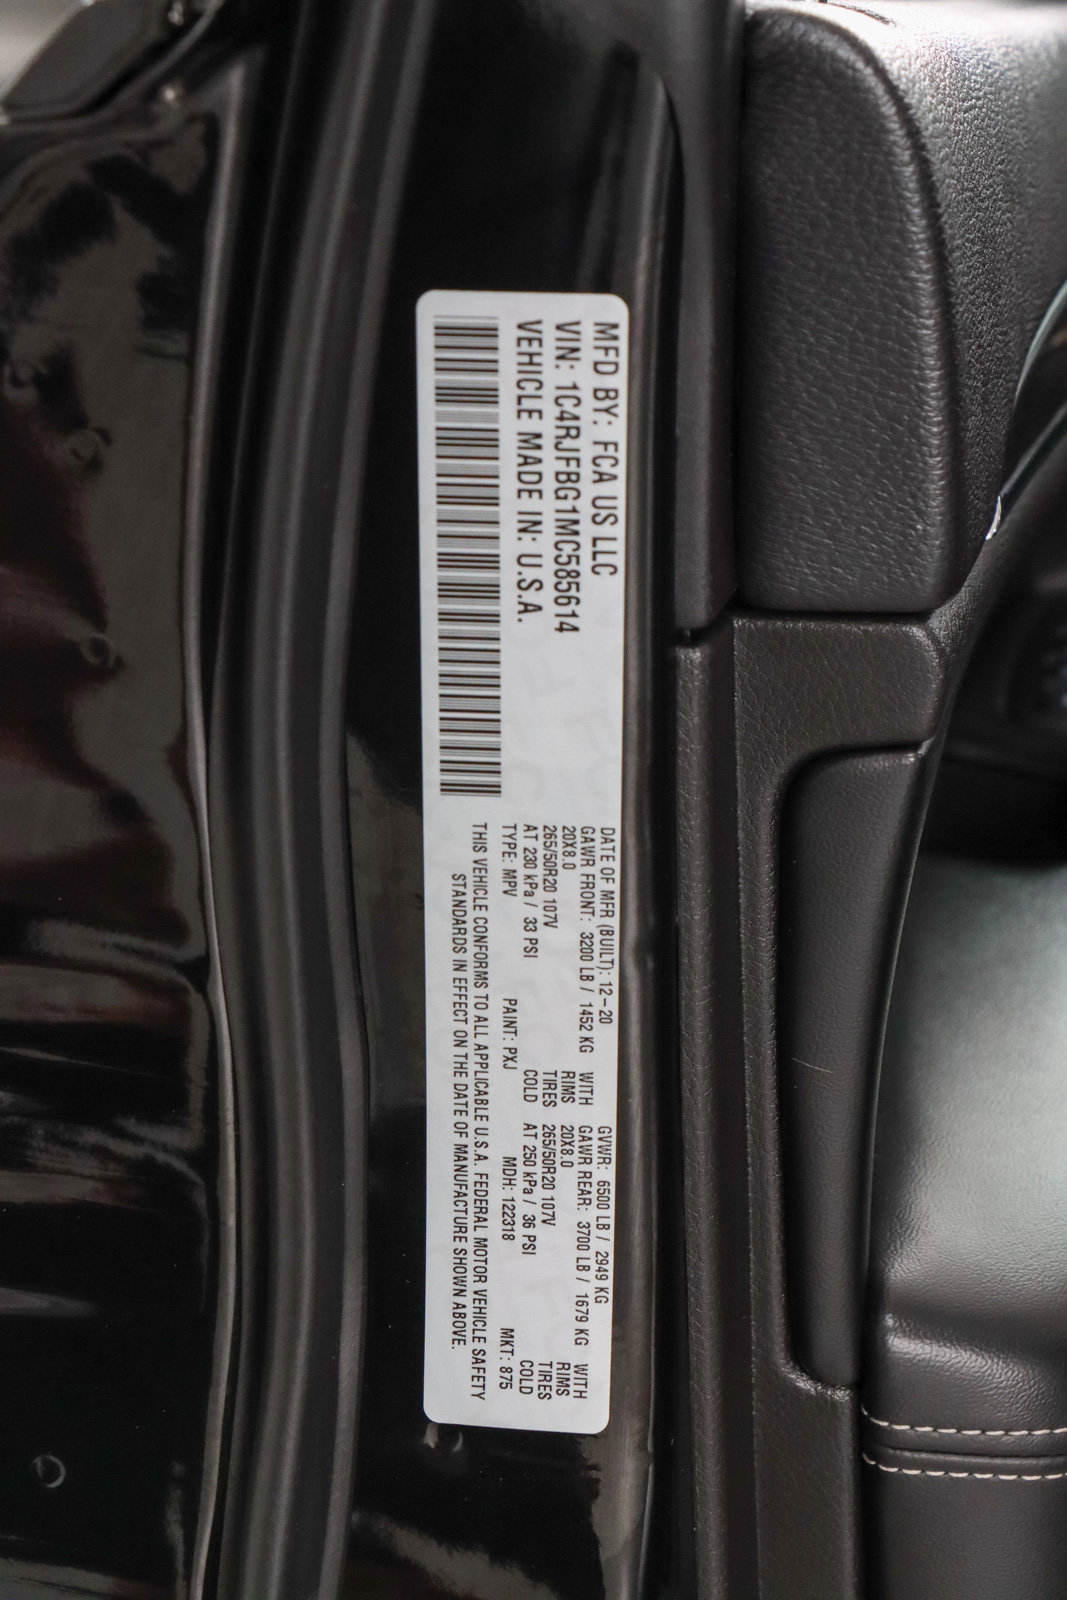 MFD BY: FCA US LLC
VIN: 1C4RJFBG1MC585614
VEHICLE MADE IN: U.S.A.
DATE OF MFR (BUILT): 12-20 GVWR: 6500 LB / 2949 KG
GAWR FRONT: 3200 LB / 1452 KG WITH GAWR REAR: 3700 LB / 1679 KG WITH
20X8.0 RIMS 20X8.0 RIMS
265/50R20 107V TIRES 265/50R20 107V TIRES
AT 230 kPa / 33 PSI COLD AT 250 kPa / 36 PSI COLD
TYPE: MPV PAINT: PXJ MDH: 122318 MKT: 875
THIS VEHICLE CONFORMS TO ALL APPLICABLE U.S.A. FEDERAL MOTOR VEHICLE SAFETY
STANDARDS IN EFFECT ON THE DATE OF MANUFACTURE SHOWN ABOVE.